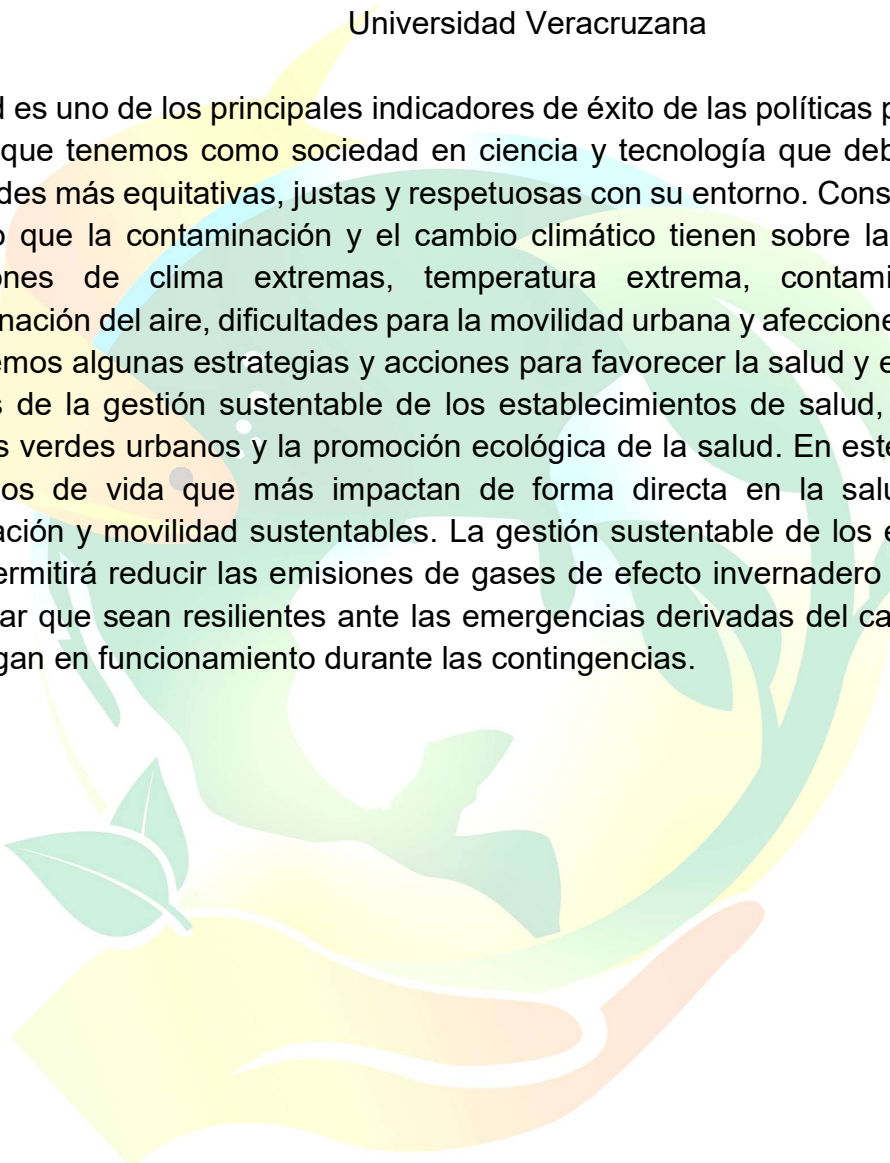 Universidad Veracruzana
d es uno de los principales indicadores de éxito de las políticas p
que tenemos como sociedad en ciencia y tecnología que deb
des más equitativas, justas y respetuosas con su entorno. Cons
o que la contaminación y el cambio climático tienen sobre la
ones de clima extremas, temperatura extrema, contami
nación del aire, dificultades para la movilidad urbana y afeccione
emos algunas estrategias y acciones para favorecer la salud y e
s de la gestión sustentable de los establecimientos de salud,
s verdes urbanos y la promoción ecológica de la salud. En este
os de vida que más impactan de forma directa en la salu
ación y movilidad sustentables. La gestión sustentable de los e
ermitirá reducir las emisiones de gases de efecto invernadero
ar que sean resilientes ante las emergencias derivadas del ca
gan en funcionamiento durante las contingencias.